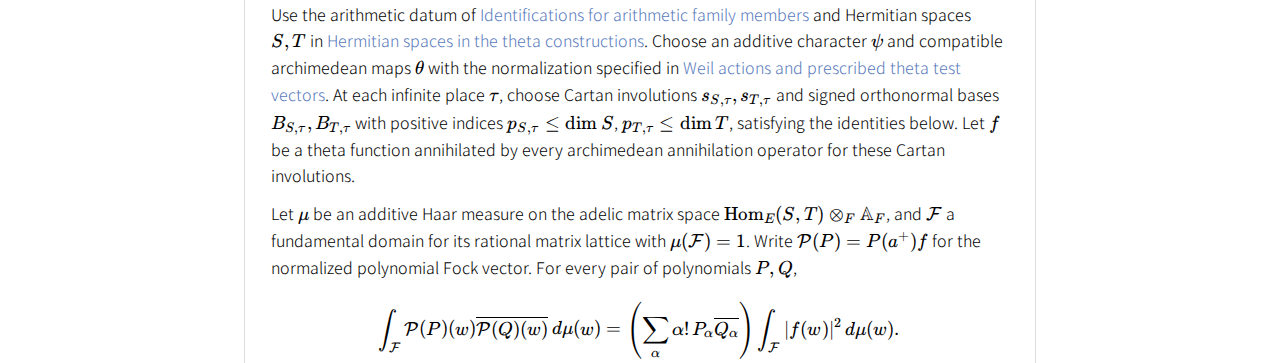 Use the arithmetic datum of Identifications for arithmetic family members and Hermitian spaces
S, T in Hermitian spaces in the theta constructions. Choose an additive character ψ and compatible
archimedean maps θ with the normalization specified in Weil actions and prescribed theta test
vectors. At each infinite place τ, choose Cartan involutions s_{S,τ}, s_{T,τ} and signed orthonormal bases
B_{S,τ}, B_{T,τ} with positive indices p_{S,τ} ≤ dim S, p_{T,τ} ≤ dim T, satisfying the identities below. Let f
be a theta function annihilated by every archimedean annihilation operator for these Cartan
involutions.
Let μ be an additive Haar measure on the adelic matrix space Hom_E(S, T) ⊗_F 𝔸_F, and ℱ a
fundamental domain for its rational matrix lattice with μ(ℱ) = 1. Write 𝒫(P) = P(a⁺)f for the
normalized polynomial Fock vector. For every pair of polynomials P, Q,
∫_ℱ 𝒫(P)(w)\overline{𝒫(Q)(w)} dμ(w) = (∑_α α! P_α\overline{Q_α}) ∫_ℱ |f(w)|² dμ(w).